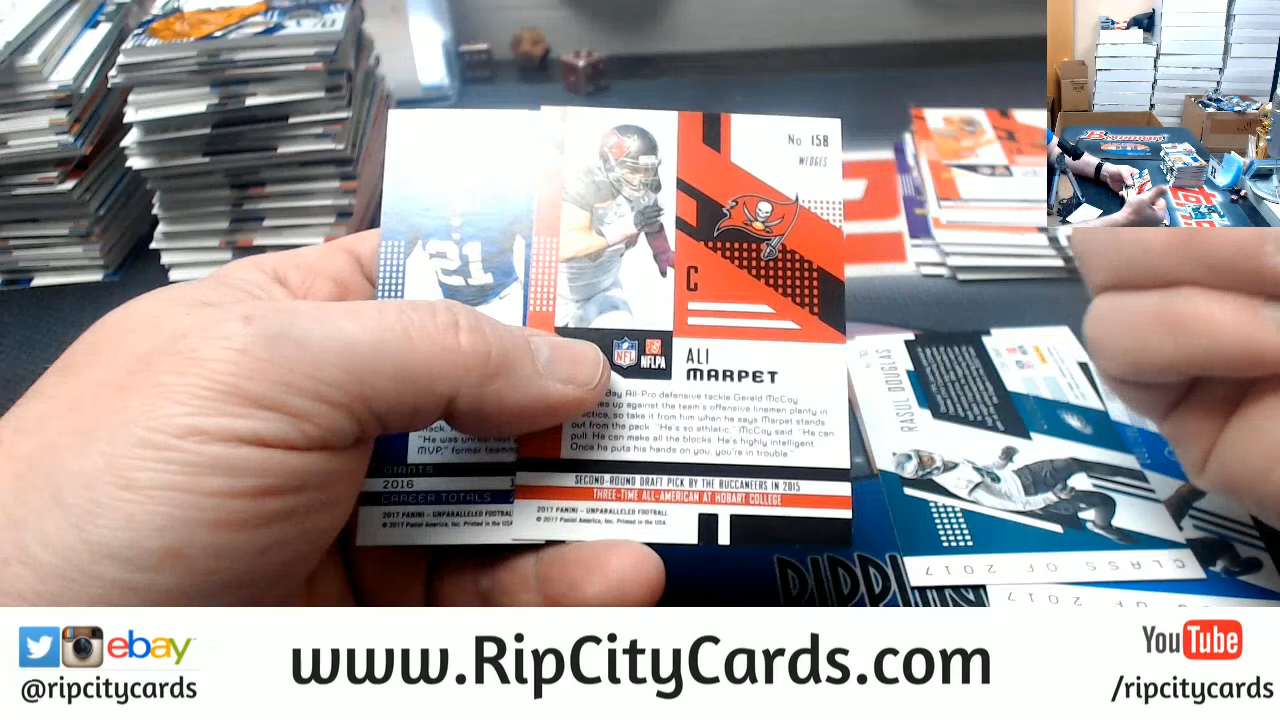 No 158
WEDGES
C
NFL
NFLPA
ALI
MARPET
Day All-Pro defensive tackle Gerald McCoy
up against the team's offensive linemen plenty in
so take it from him when he says Marpet stands
out from the pack. "He's so athletic," McCoy said. "He can
pull. He can make all the blocks. He's highly intelligent.
Once he puts his hands on you, you're in trouble."
SECOND-ROUND DRAFT PICK BY THE BUCCANEERS IN 2015
THREE-TIME ALL-AMERICAN AT HOBART COLLEGE
2017 PANINI - UNPARALLELED FOOTBALL
© 2017 Panini America, Inc. Printed in the USA.
21
"He was unreal
MVP," former
GIANTS
2016
CAREER TOTALS
2017 PANINI - UNPARALLELED FOOTBALL
© 2017 Panini America, Inc. Printed in the USA
RASUL DOUGLAS
CLASS OF 2017
OF 2017
Bowman
ebay
@ripcitycards
www.RipCityCards.com
YouTube
/ripcitycards